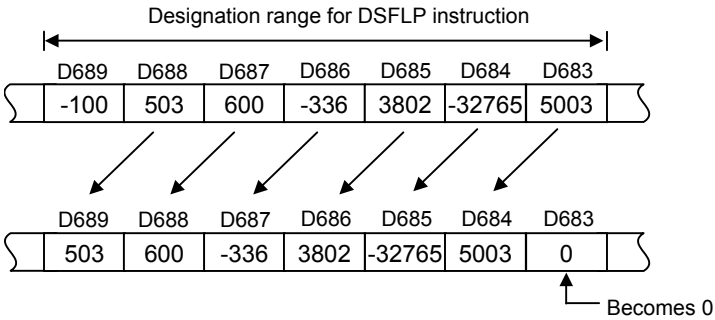 Designation range for DSFLP instruction
D689 D688 D687 D686 D685 D684 D683
-100 503 600 -336 3802 -32765 5003
D689 D688 D687 D686 D685 D684 D683
503 600 -336 3802 -32765 5003 0
Becomes 0